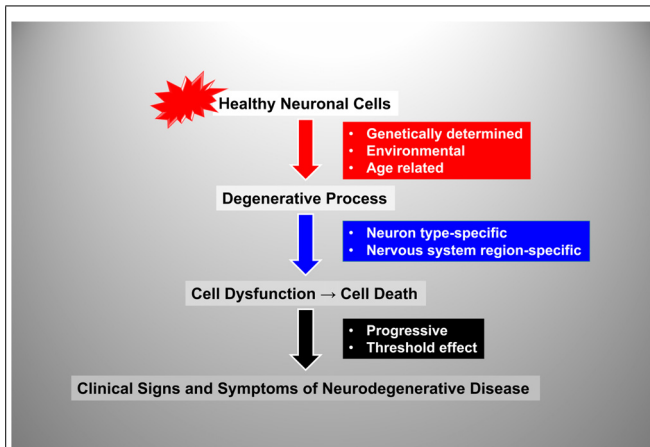 Healthy Neuronal Cells
• Genetically determined
• Environmental
• Age related
Degenerative Process
• Neuron type-specific
• Nervous system region-specific
Cell Dysfunction → Cell Death
• Progressive
• Threshold effect
Clinical Signs and Symptoms of Neurodegenerative Disease